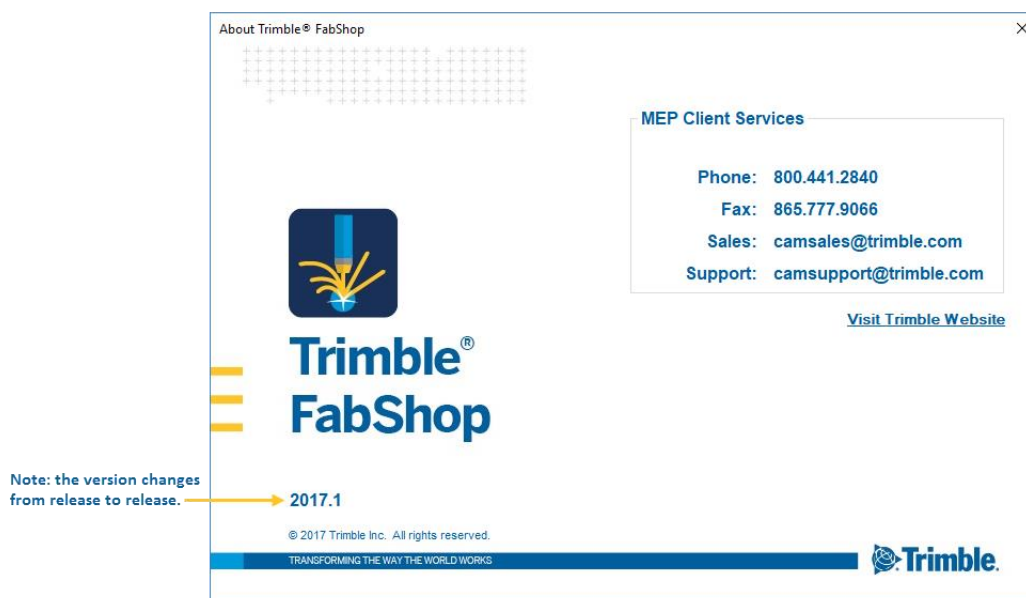 About Trimble® FabShop
MEP Client Services
Phone: 800.441.2840
Fax: 865.777.9066
Sales: camsales@trimble.com
Support: camsupport@trimble.com
Visit Trimble Website
Trimble®
FabShop
Note: the version changes
from release to release.
2017.1
© 2017 Trimble Inc. All rights reserved.
TRANSFORMING THE WAY THE WORLD WORKS
Trimble.